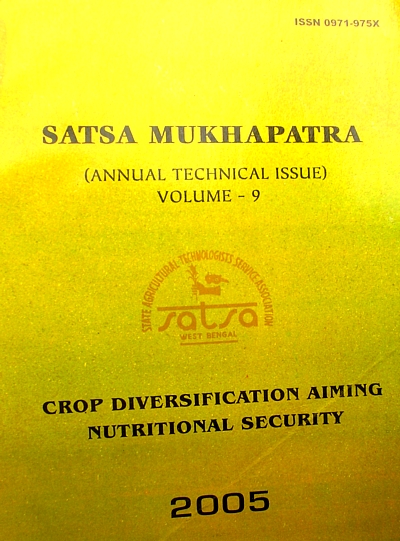 ISSN 0971-975X
SATSA MUKHAPATRA
(ANNUAL TECHNICAL ISSUE)
VOLUME - 9
STATE AGRICULTURAL TECHNOLOGISTS SERVICE ASSOCIATION
satsa
WEST BENGAL
CROP DIVERSIFICATION AIMING
NUTRITIONAL SECURITY
2005